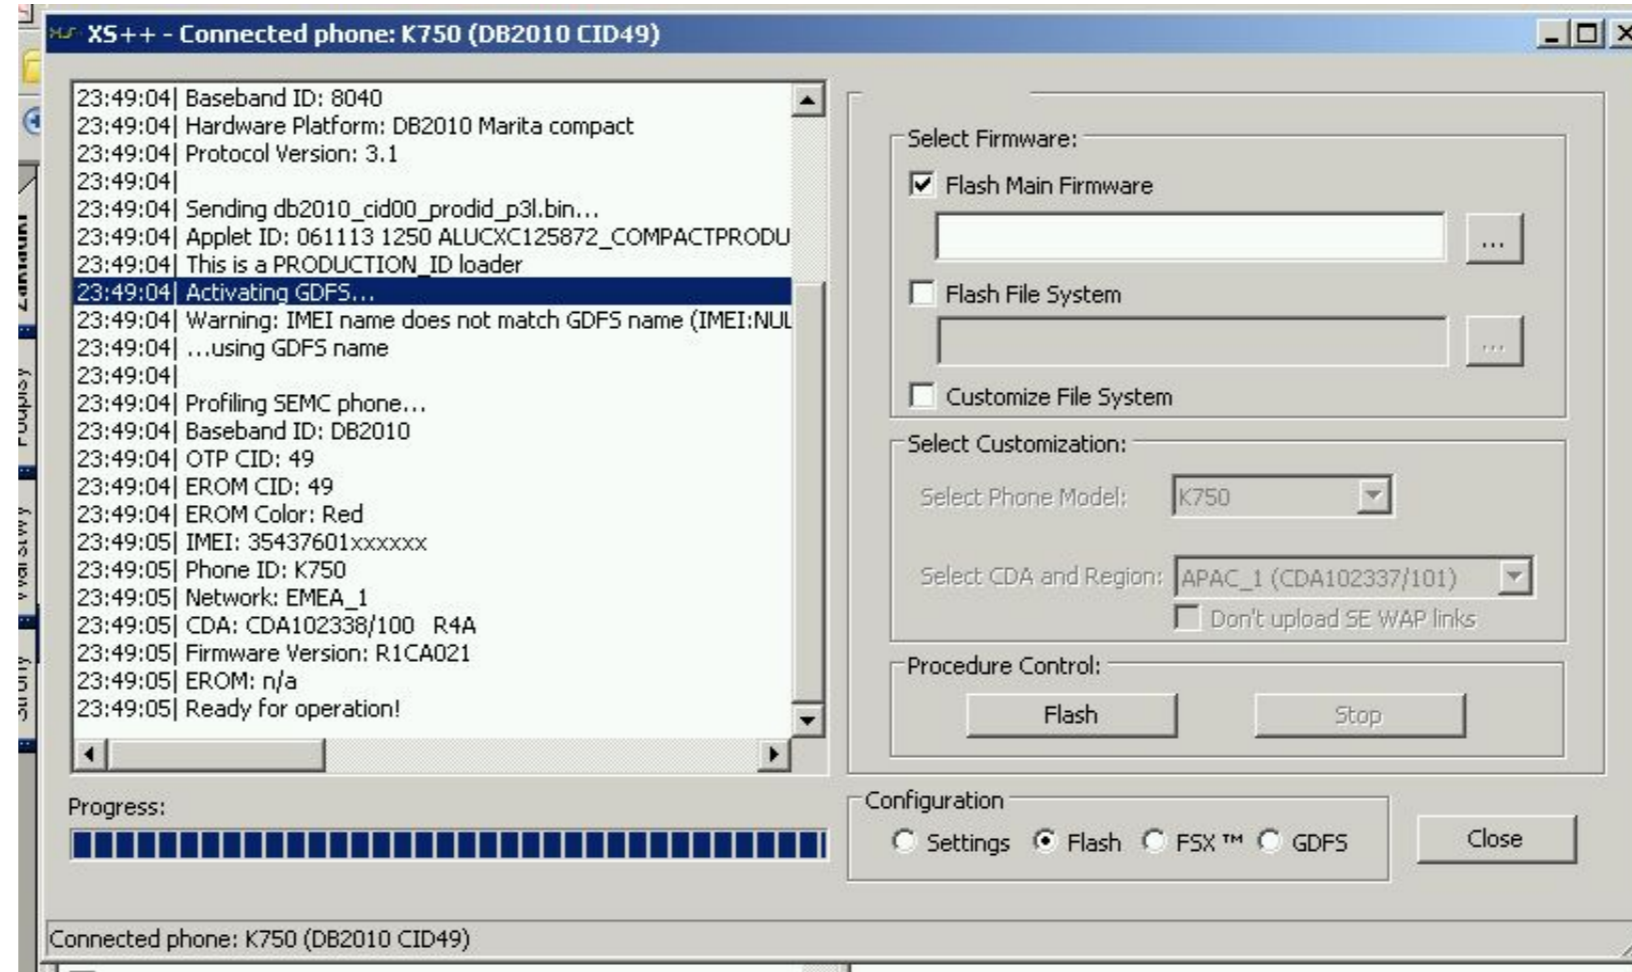 XS++ - Connected phone: K750 (DB2010 CID49)
23:49:04| Baseband ID: 8040
23:49:04| Hardware Platform: DB2010 Marita compact
23:49:04| Protocol Version: 3.1
23:49:04|
23:49:04| Sending db2010_cid00_prodid_p3l.bin...
23:49:04| Applet ID: 061113 1250 ALUCXC125872_COMPACTPRODU
23:49:04| This is a PRODUCTION_ID loader
23:49:04| Activating GDFS...
23:49:04| Warning: IMEI name does not match GDFS name (IMEI:NUL
23:49:04| ...using GDFS name
23:49:04|
23:49:04| Profiling SEMC phone...
23:49:04| Baseband ID: DB2010
23:49:04| OTP CID: 49
23:49:04| EROM CID: 49
23:49:04| EROM Color: Red
23:49:05| IMEI: 35437601xxxxxx
23:49:05| Phone ID: K750
23:49:05| Network: EMEA_1
23:49:05| CDA: CDA102338/100 R4A
23:49:05| Firmware Version: R1CA021
23:49:05| EROM: n/a
23:49:05| Ready for operation!
Progress:
Select Firmware:
Flash Main Firmware
...
Flash File System
...
Customize File System
Select Customization:
Select Phone Model: K750
Select CDA and Region: APAC_1 (CDA102337/101)
Don't upload SE WAP links
Procedure Control:
Flash Stop
Configuration
Settings Flash FSX ™ GDFS
Close
Connected phone: K750 (DB2010 CID49)
Zakładki
Podpisy
Warstwy
Strony